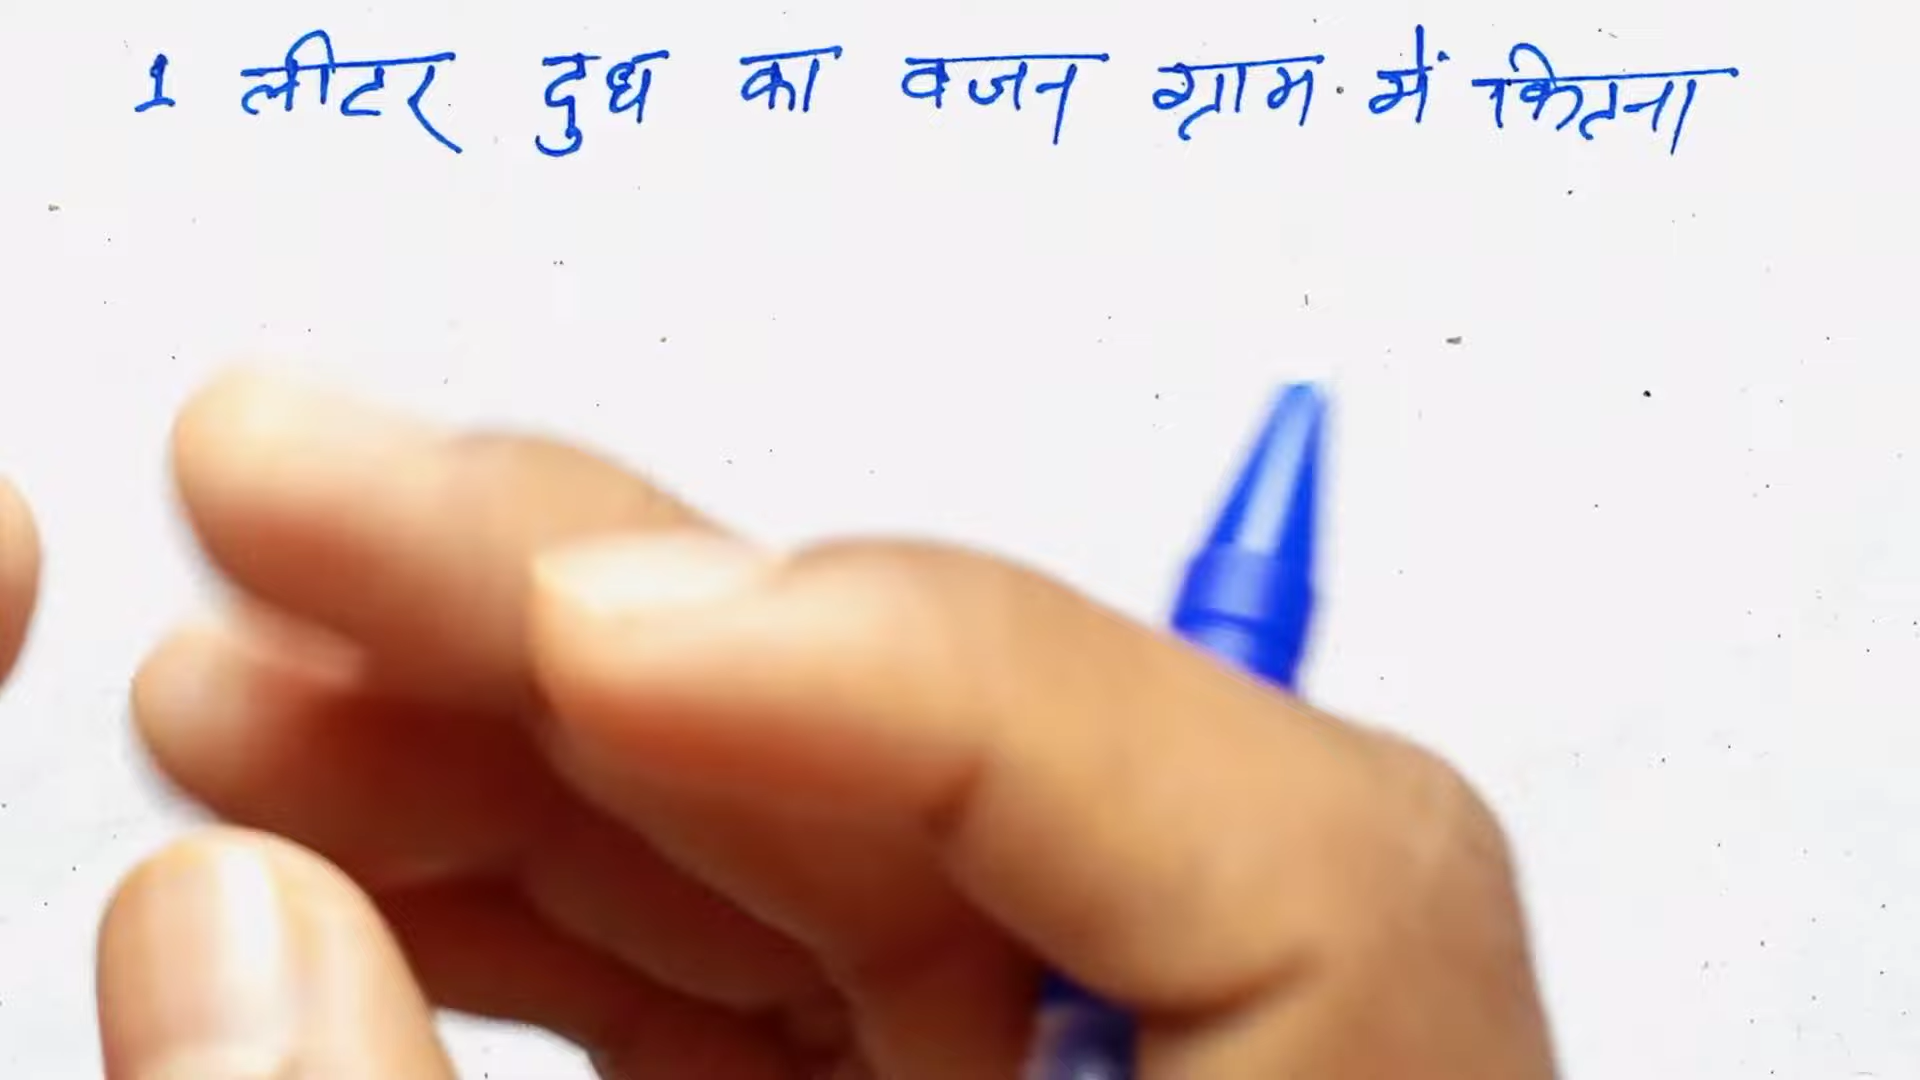 1 लीटर दुध का वजन ग्राम में कितना